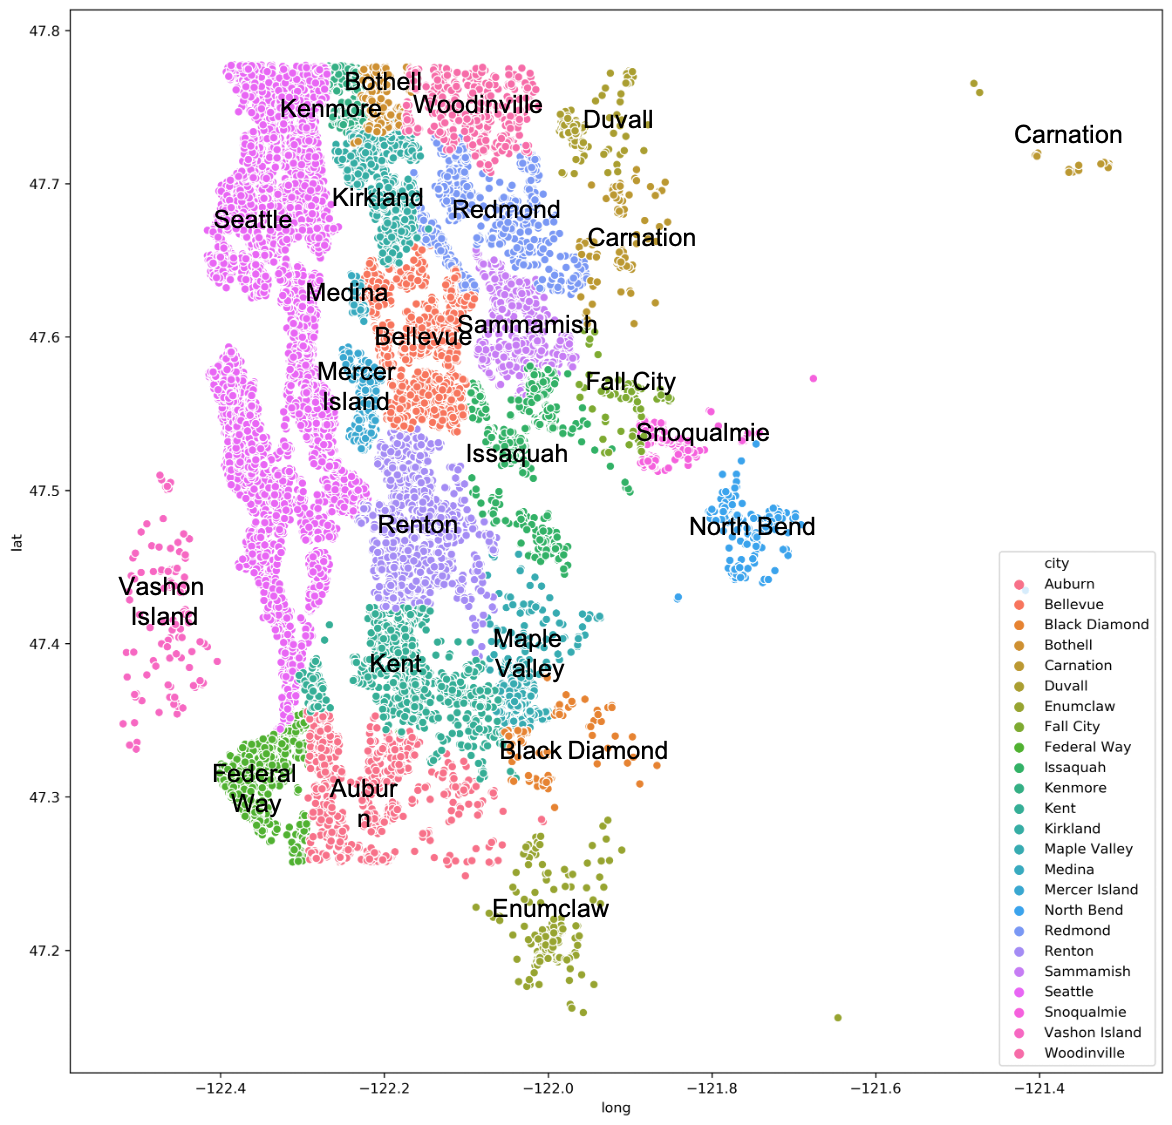 47.8
47.7
47.6
47.5
47.4
47.3
47.2
lat
Bothell
Kenmore
Woodinville
Duvall
Carnation
Kirkland
Redmond
Seattle
Carnation
Medina
Sammamish
Bellevue
Mercer
Island
Fall City
Snoqualmie
Issaquah
Renton
North Bend
Vashon
Island
Maple
Valley
Kent
Black Diamond
Federal
Way
Aubur
n
Enumclaw
city
Auburn
Bellevue
Black Diamond
Bothell
Carnation
Duvall
Enumclaw
Fall City
Federal Way
Issaquah
Kenmore
Kent
Kirkland
Maple Valley
Medina
Mercer Island
North Bend
Redmond
Renton
Sammamish
Seattle
Snoqualmie
Vashon Island
Woodinville
−122.4
−122.2
−122.0
−121.8
−121.6
−121.4
long